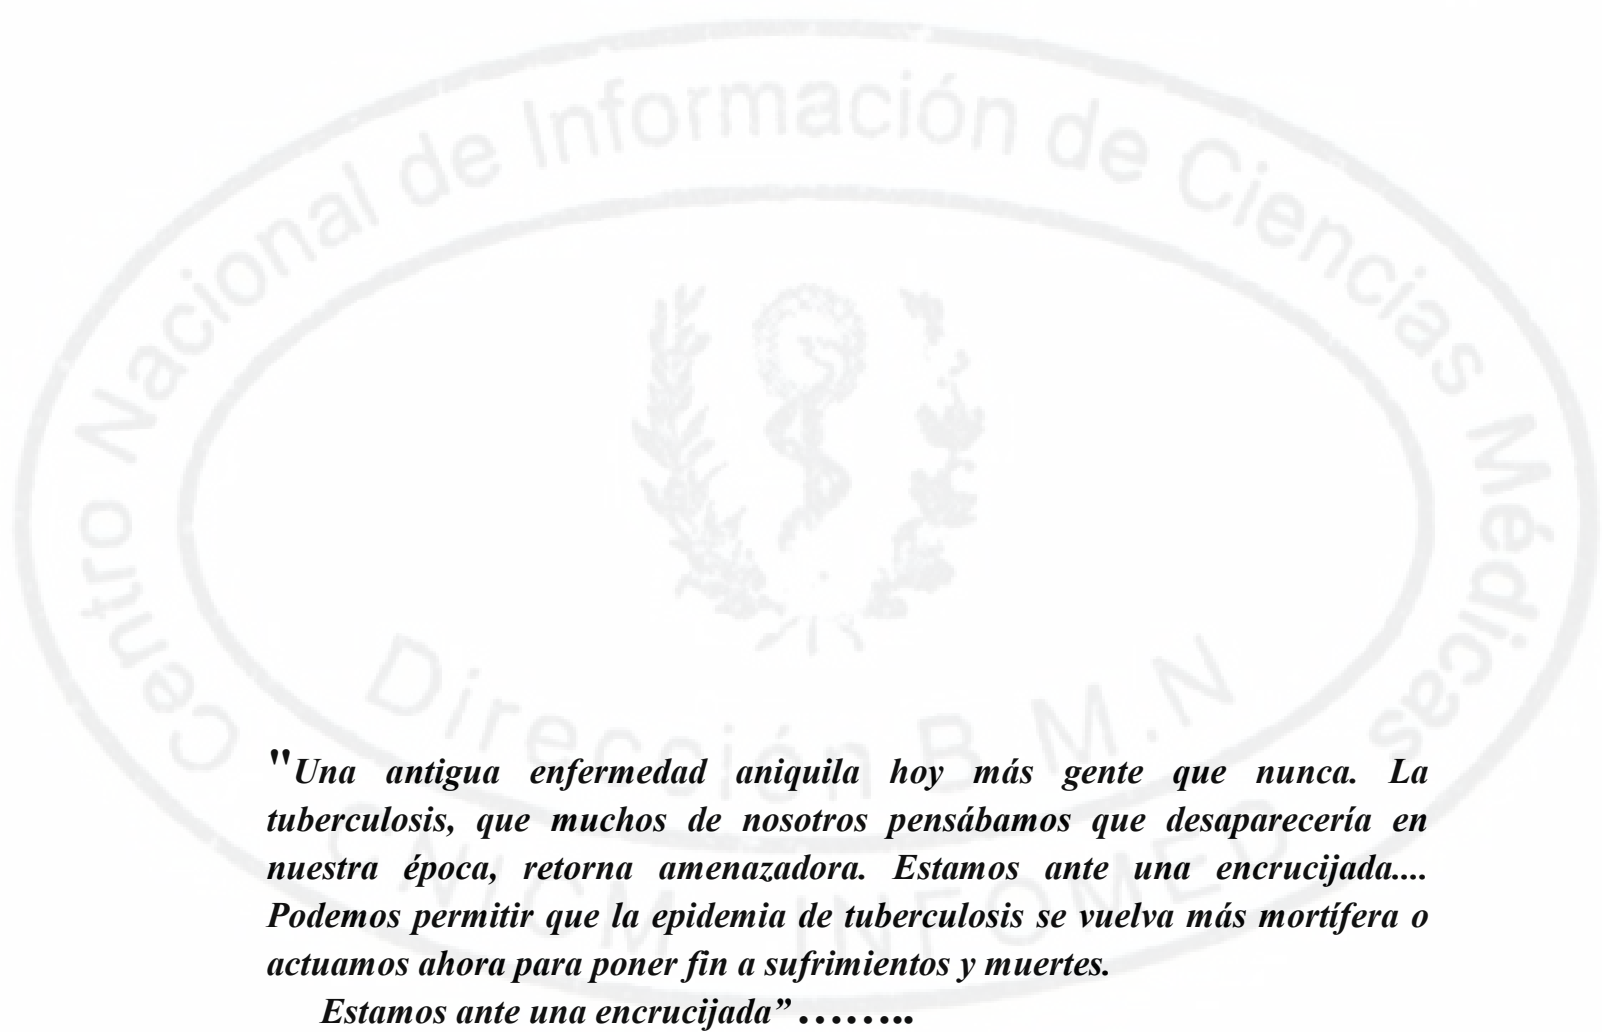 Centro Nacional de Información de Ciencias Médicas
Dirección B.M.N
CNICM INFOMED
"Una antigua enfermedad aniquila hoy más gente que nunca. La
tuberculosis, que muchos de nosotros pensábamos que desaparecería en
nuestra época, retorna amenazadora. Estamos ante una encrucijada....
Podemos permitir que la epidemia de tuberculosis se vuelva más mortífera o
actuamos ahora para poner fin a sufrimientos y muertes.
Estamos ante una encrucijada” ……..